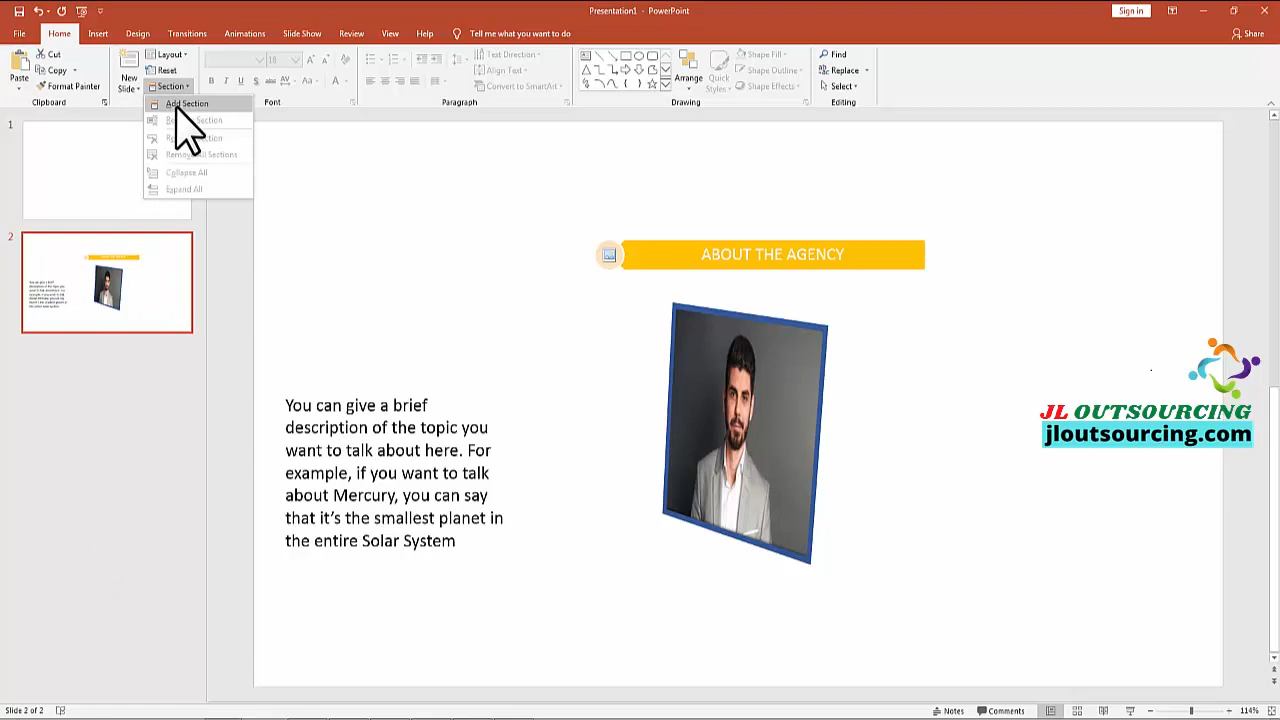 Presentation1 - PowerPoint
Sign in
File Home Insert Design Transitions Animations Slide Show Review View Help Tell me what you want to do
Share
Paste
Cut
Copy
Format Painter
Clipboard
New
Slide
Layout
Reset
Section
18
Font
Text Direction
Align Text
Convert to SmartArt
Paragraph
Arrange
Quick
Styles
Shape Fill
Shape Outline
Shape Effects
Drawing
Find
Replace
Select
Editing
Add Section
Section
Section
Remove All Sections
Collapse All
Expand All
1
2
ABOUT THE AGENCY
You can give a brief
description of the topic you
want to talk about here. For
example, if you want to talk
about Mercury, you can say
that it’s the smallest planet in
the entire Solar System
JL OUTSOURCING
jloutsourcing.com
Slide 2 of 2
Notes
Comments
114%